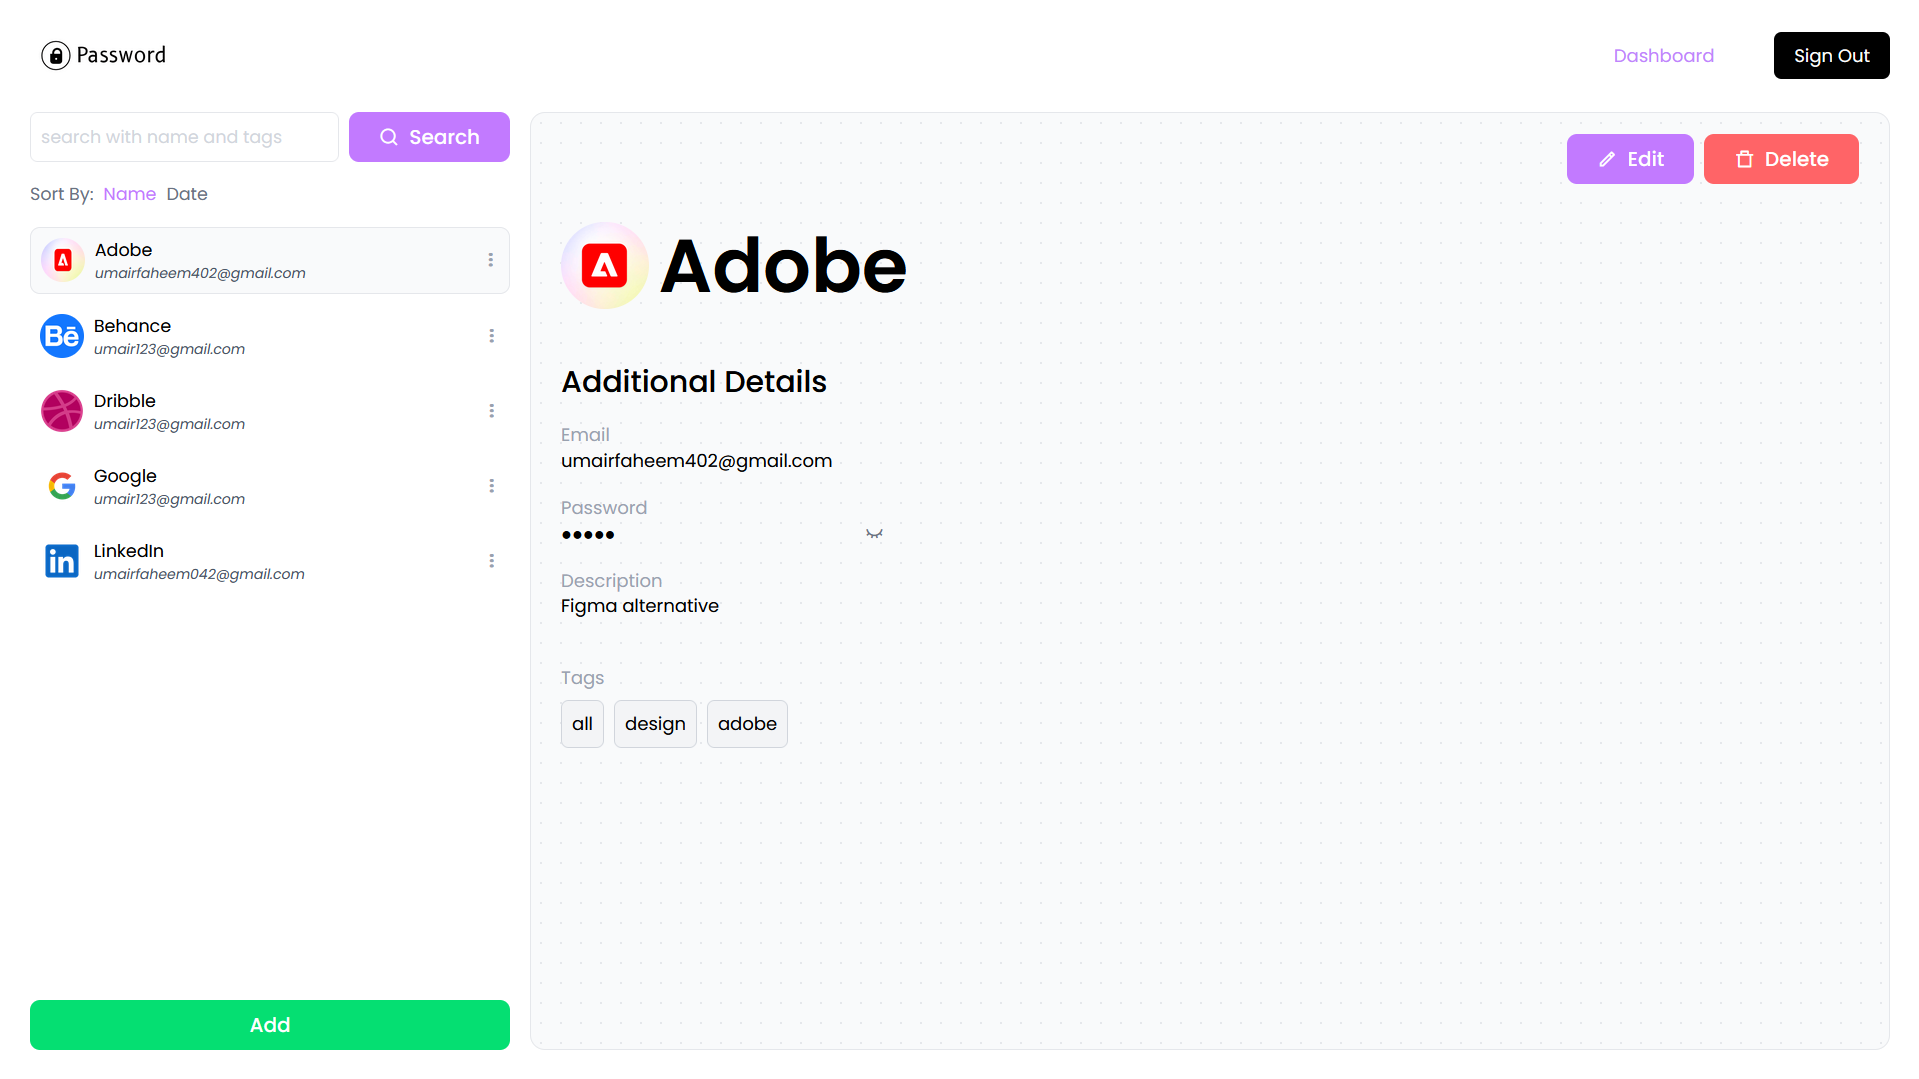 Password
Dashboard
Sign Out
search with name and tags
Search
Sort By: Name Date
Adobe
umairfaheem402@gmail.com
Behance
umair123@gmail.com
Dribble
umair123@gmail.com
Google
umair123@gmail.com
LinkedIn
umairfaheem042@gmail.com
Add
Edit
Delete
Adobe
Additional Details
Email
umairfaheem402@gmail.com
Password
•••••
Description
Figma alternative
Tags
all design adobe